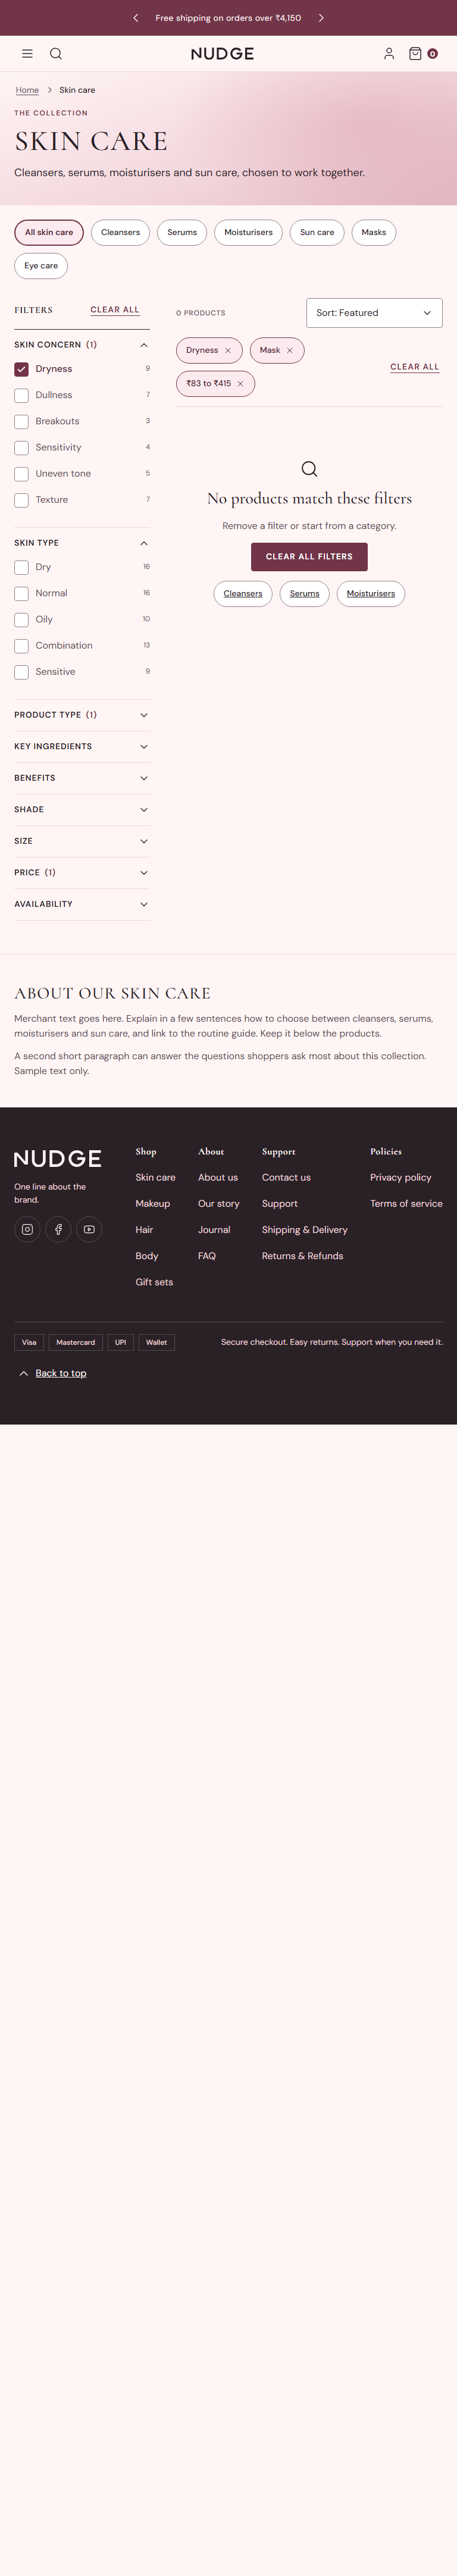 Free shipping on orders over ₹4,150
NUDGE
0
Home
Skin care
THE COLLECTION
SKIN CARE
Cleansers, serums, moisturisers and sun care, chosen to work together.
All skin care
Cleansers
Serums
Moisturisers
Sun care
Masks
Eye care
FILTERS
CLEAR ALL
SKIN CONCERN (1)
Dryness 9
Dullness 7
Breakouts 3
Sensitivity 4
Uneven tone 5
Texture 7
SKIN TYPE
Dry 16
Normal 16
Oily 10
Combination 13
Sensitive 9
PRODUCT TYPE (1)
KEY INGREDIENTS
BENEFITS
SHADE
SIZE
PRICE (1)
AVAILABILITY
0 PRODUCTS
Sort: Featured
Dryness
Mask
₹83 to ₹415
CLEAR ALL
No products match these filters
Remove a filter or start from a category.
CLEAR ALL FILTERS
Cleansers
Serums
Moisturisers
ABOUT OUR SKIN CARE
Merchant text goes here. Explain in a few sentences how to choose between cleansers, serums,
moisturisers and sun care, and link to the routine guide. Keep it below the products.
A second short paragraph can answer the questions shoppers ask most about this collection.
Sample text only.
NUDGE
One line about the
brand.
Shop
Skin care
Makeup
Hair
Body
Gift sets
About
About us
Our story
Journal
FAQ
Support
Contact us
Support
Shipping & Delivery
Returns & Refunds
Policies
Privacy policy
Terms of service
Visa
Mastercard
UPI
Wallet
Secure checkout. Easy returns. Support when you need it.
Back to top